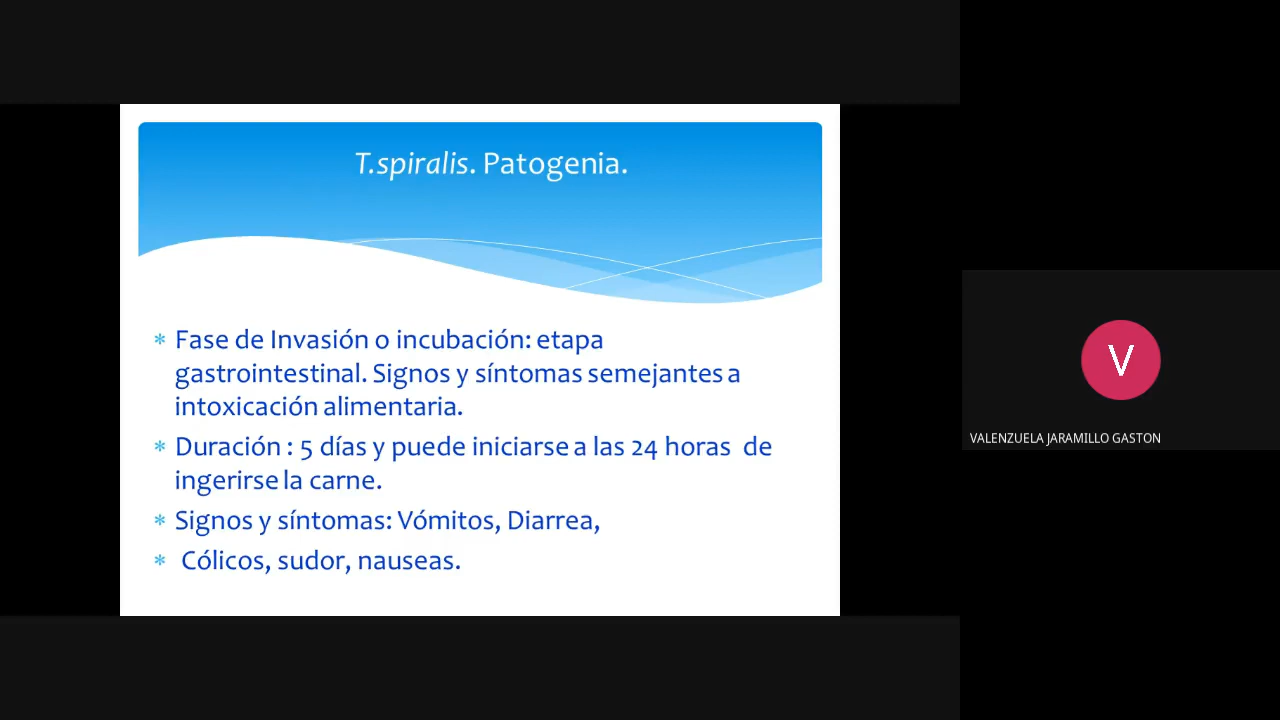 T.spiralis. Patogenia.
* Fase de Invasión o incubación: etapa
gastrointestinal. Signos y síntomas semejantes a
intoxicación alimentaria.
* Duración : 5 días y puede iniciarse a las 24 horas de
ingerirse la carne.
* Signos y síntomas: Vómitos, Diarrea,
* Cólicos, sudor, nauseas.
V
VALENZUELA JARAMILLO GASTON